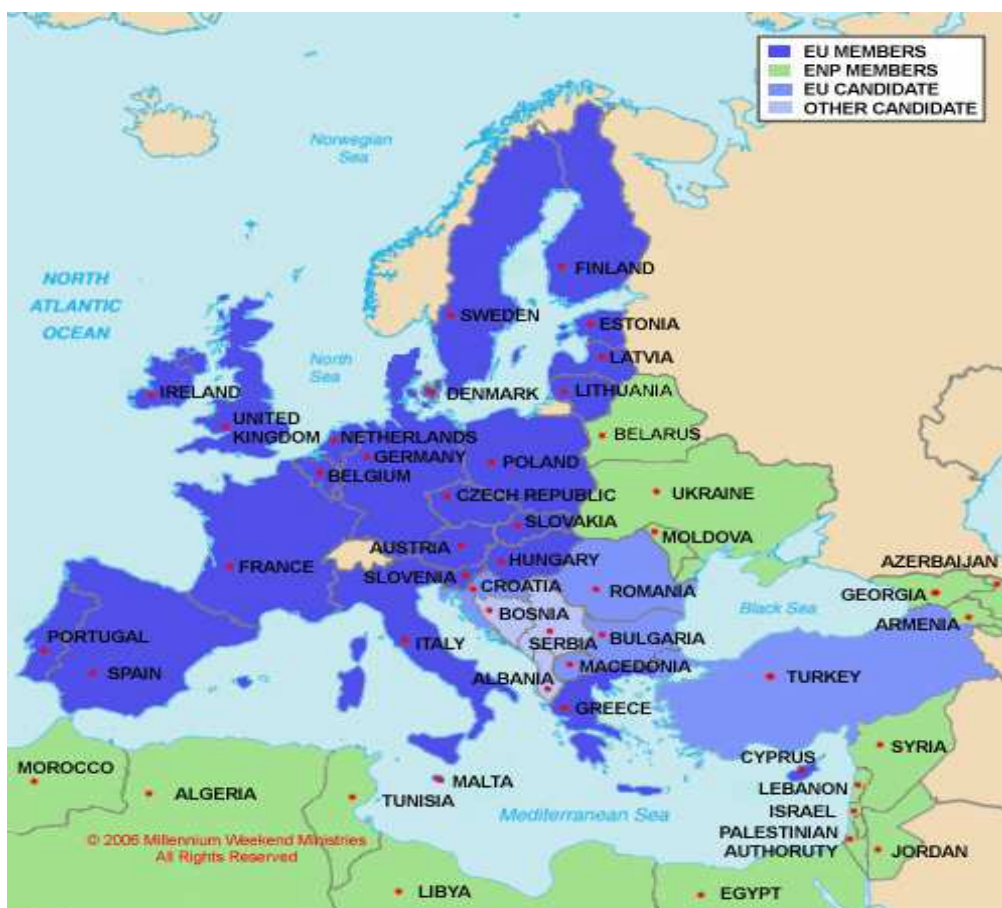 EU MEMBERS
ENP MEMBERS
EU CANDIDATE
OTHER CANDIDATE
Norwegian
Sea
NORTH
ATLANTIC
OCEAN
FINLAND
SWEDEN
ESTONIA
North
Sea
LATVIA
IRELAND
DENMARK
LITHUANIA
UNITED
KINGDOM
NETHERLANDS
BELARUS
GERMANY
POLAND
BELGIUM
CZECH REPUBLIC
UKRAINE
SLOVAKIA
MOLDOVA
AUSTRIA
HUNGARY
AZERBAIJAN
FRANCE
SLOVENIA
CROATIA
ROMANIA
GEORGIA
BOSNIA
Black Sea
ARMENIA
PORTUGAL
ITALY
SERBIA
BULGARIA
SPAIN
MACEDONIA
ALBANIA
TURKEY
GREECE
SYRIA
CYPRUS
MOROCCO
MALTA
LEBANON
ALGERIA
TUNISIA
Mediterranean Sea
ISRAEL
PALESTINIAN
AUTHORUTY
© 2006 Millennium Weekend Ministries
All Rights Reserved
JORDAN
LIBYA
EGYPT